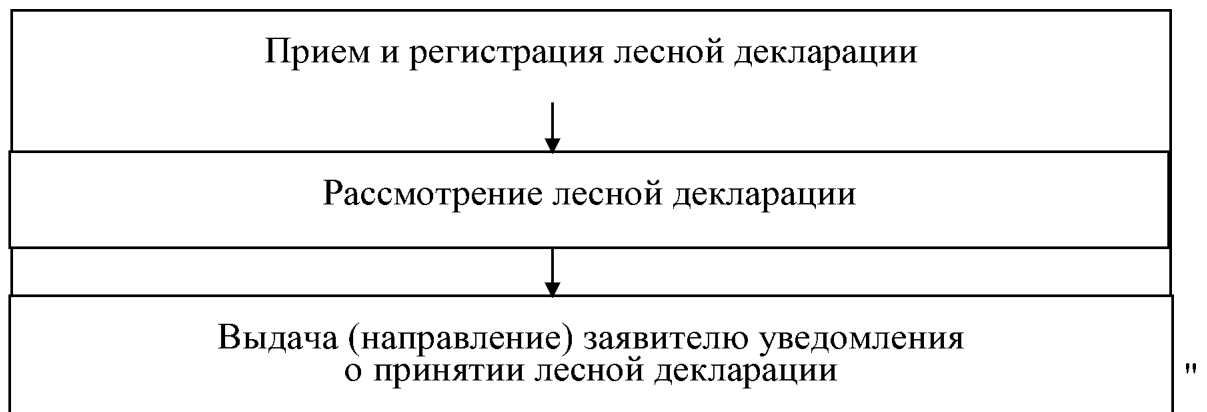 Прием и регистрация лесной декларации
Рассмотрение лесной декларации
Выдача (направление) заявителю уведомления
о принятии лесной декларации "